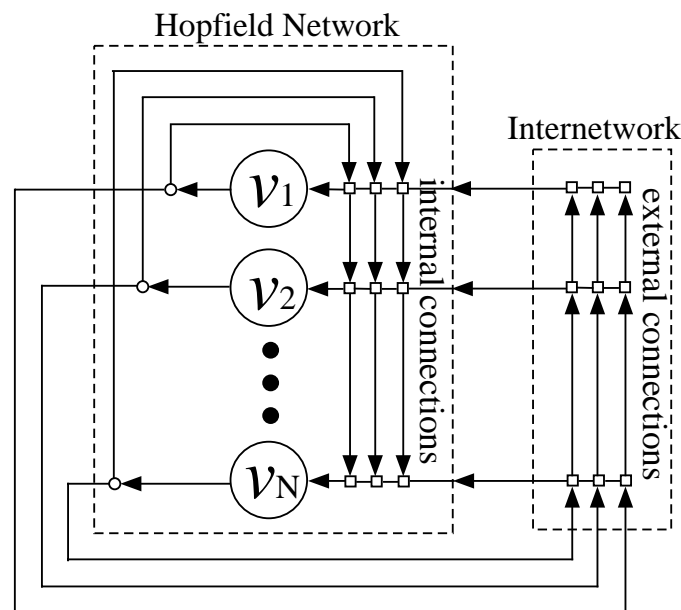 Hopfield Network
Internetwork
v1
v2
vN
internal connections
external connections